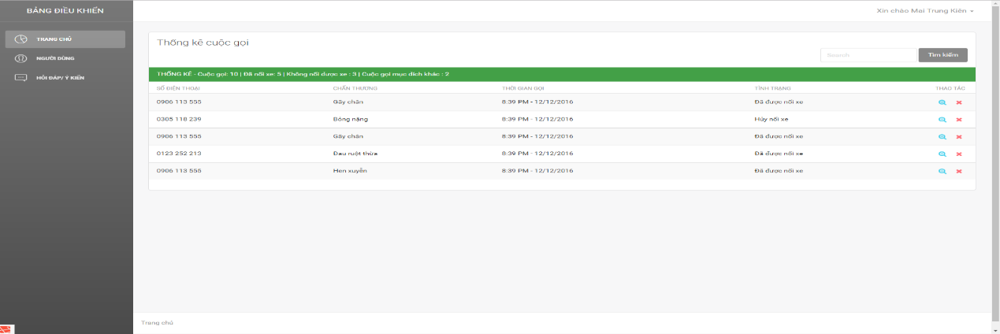 BẢNG ĐIỀU KHIỂN
Xin chào Mai Trung Kiên
TRANG CHỦ
NGƯỜI DÙNG
HỎI ĐÁP/ Ý KIẾN
Thống kê cuộc gọi
Search
Tìm kiếm
THỐNG KÊ - Cuộc gọi: 10 | Đã nối xe: 5 | Không nối được xe : 3 | Cuộc gọi mục đích khác : 2
SỐ ĐIỆN THOẠI CHẤN THƯƠNG THỜI GIAN GỌI TÌNH TRẠNG THAO TÁC
0906 113 555 Gãy chân 8:39 PM - 12/12/2016 Đã được nối xe
0305 118 239 Bỏng nặng 8:39 PM - 12/12/2016 Hủy nối xe
0906 113 555 Gãy chân 8:39 PM - 12/12/2016 Đã được nối xe
0123 252 213 Đau ruột thừa 8:39 PM - 12/12/2016 Đã được nối xe
0906 113 555 Hen xuyễn 8:39 PM - 12/12/2016 Đã được nối xe
Trang chủ